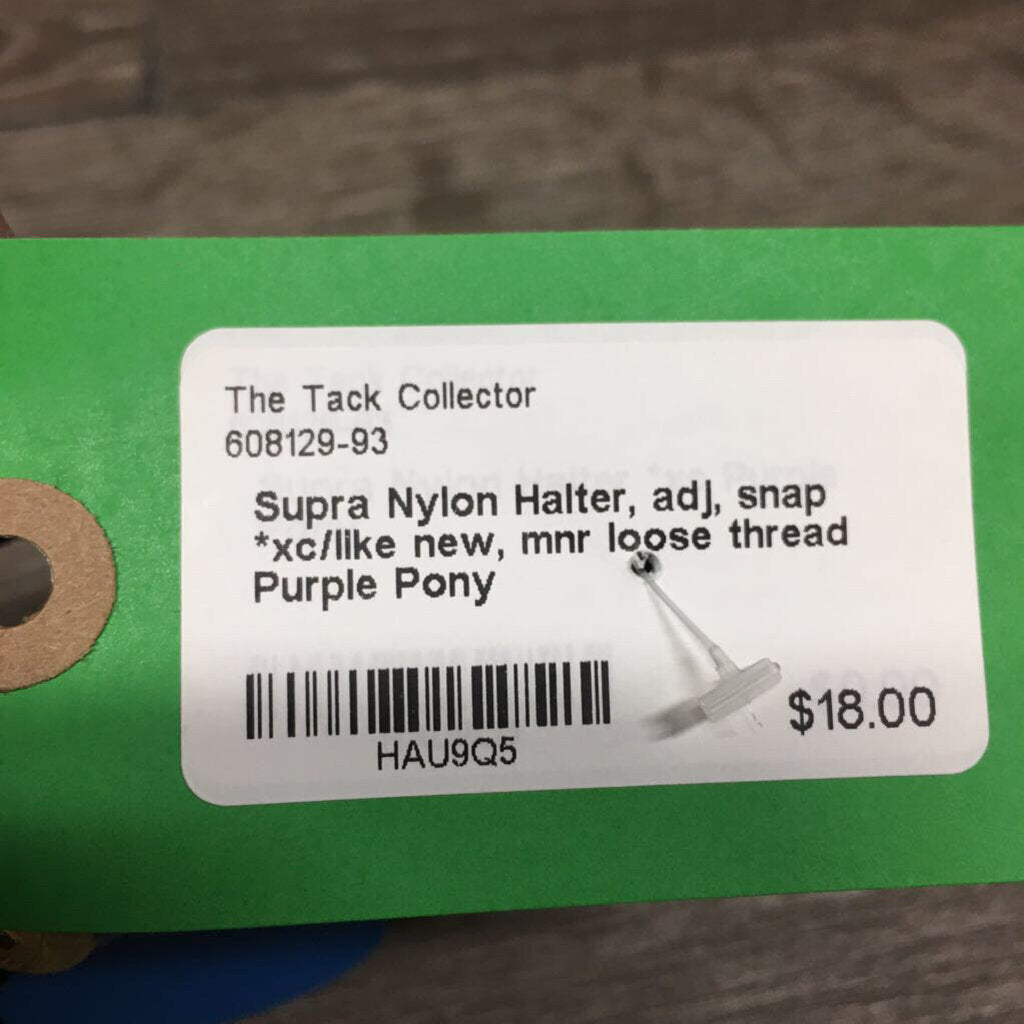 The Tack Collector
608129-93
Supra Nylon Halter, adj, snap
*xc/like new, mnr loose thread
Purple Pony
HAU9Q5
$18.00